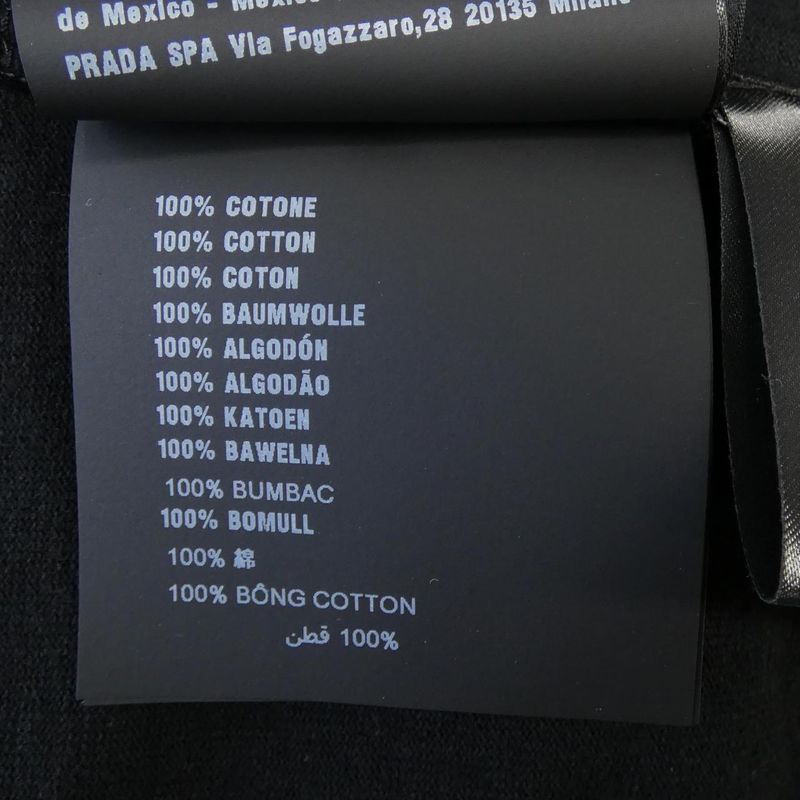 de Mexico - Mexico
PRADA SPA Via Fogazzaro,28 20135 Milano
100% COTONE
100% COTTON
100% COTON
100% BAUMWOLLE
100% ALGODÓN
100% ALGODÃO
100% KATOEN
100% BAWELNA
100% BUMBAC
100% BOMULL
100% 綿
100% BÔNG COTTON
100% قطن